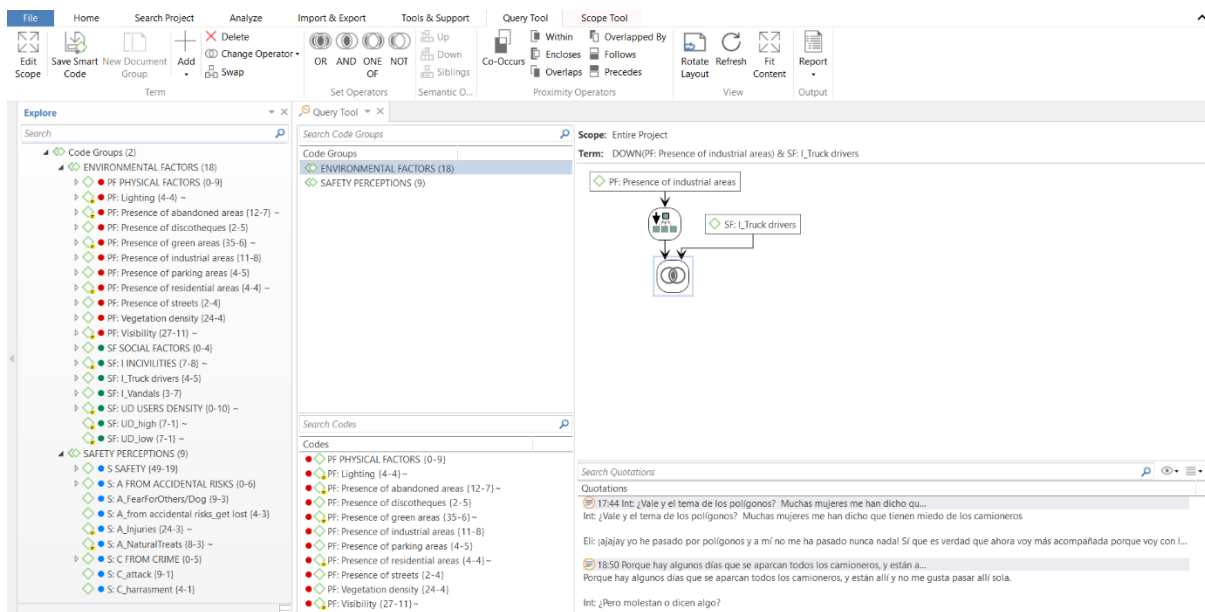 File Home Search Project Analyze Import & Export Tools & Support Query Tool Scope Tool
Edit Scope
Save Smart Code
New Document Group
Add
Delete
Change Operator
Swap
Term
OR AND ONE OF NOT
Set Operators
Up
Down
Siblings
Semantic O...
Co-Occurs
Within
Encloses
Overlaps
Overlapped By
Follows
Precedes
Proximity Operators
Rotate Layout
Refresh
Fit Content
View
Report
Output
Explore
Search
Code Groups (2)
ENVIRONMENTAL FACTORS (18)
PF PHYSICAL FACTORS {0-9}
PF: Lighting {4-4} ~
PF: Presence of abandoned areas {12-7} ~
PF: Presence of discotheques {2-5}
PF: Presence of green areas {35-6} ~
PF: Presence of industrial areas {11-8}
PF: Presence of parking areas {4-5}
PF: Presence of residential areas {4-4} ~
PF: Presence of streets {2-4}
PF: Vegetation density {24-4}
PF: Visibility {27-11} ~
SF SOCIAL FACTORS {0-4}
SF: I INCIVILITIES {7-8} ~
SF: I_Truck drivers {4-5}
SF: I_Vandals {3-7}
SF: UD USERS DENSITY {0-10} ~
SF: UD_high {7-1} ~
SF: UD_low {7-1} ~
SAFETY PERCEPTIONS (9)
S SAFETY {49-19}
S: A FROM ACCIDENTAL RISKS {0-6}
S: A_FearForOthers/Dog {9-3}
S: A_from accidental risks_get lost {4-3}
S: A_Injuries {24-3} ~
S: A_NaturalTreats {8-3} ~
S: C FROM CRIME {0-5}
S: C_attack {9-1}
S: C_harrasment {4-1}
Query Tool
Search Code Groups
Code Groups
ENVIRONMENTAL FACTORS (18)
SAFETY PERCEPTIONS (9)
Search Codes
Codes
PF PHYSICAL FACTORS {0-9}
PF: Lighting {4-4}~
PF: Presence of abandoned areas {12-7}~
PF: Presence of discotheques {2-5}
PF: Presence of green areas {35-6}~
PF: Presence of industrial areas {11-8}
PF: Presence of parking areas {4-5}
PF: Presence of residential areas {4-4}~
PF: Presence of streets {2-4}
PF: Vegetation density {24-4}
PF: Visibility {27-11}~
Scope: Entire Project
Term: DOWN(PF: Presence of industrial areas) & SF: I_Truck drivers
PF: Presence of industrial areas
SF: I_Truck drivers
Search Quotations
Quotations
17:44 Int: ¿Vale y el tema de los polígonos? Muchas mujeres me han dicho qu...
Int: ¿Vale y el tema de los polígonos? Muchas mujeres me han dicho que tienen miedo de los camioneros
Eli: ¡ajajay yo he pasado por polígonos y a mí no me ha pasado nunca nada! Sí que es verdad que ahora voy más acompañada porque voy con l...
18:50 Porque hay algunos días que se aparcan todos los camioneros, y están a...
Porque hay algunos días que se aparcan todos los camioneros, y están allí y no me gusta pasar allí sola.
Int: ¿Pero molestan o dicen algo?